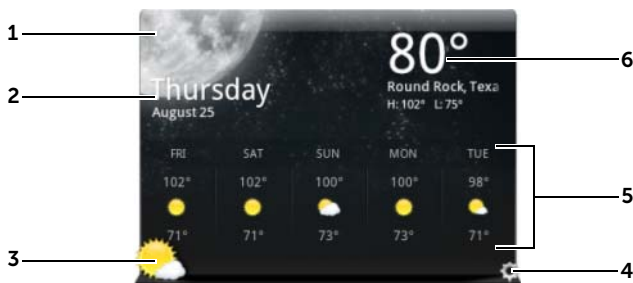 1
80°
6
2
Thursday
Round Rock, Texa
August 25
H: 102° L: 75°
FRI SAT SUN MON TUE
102° 102° 100° 100° 98°
5
71° 71° 73° 73° 71°
3
4